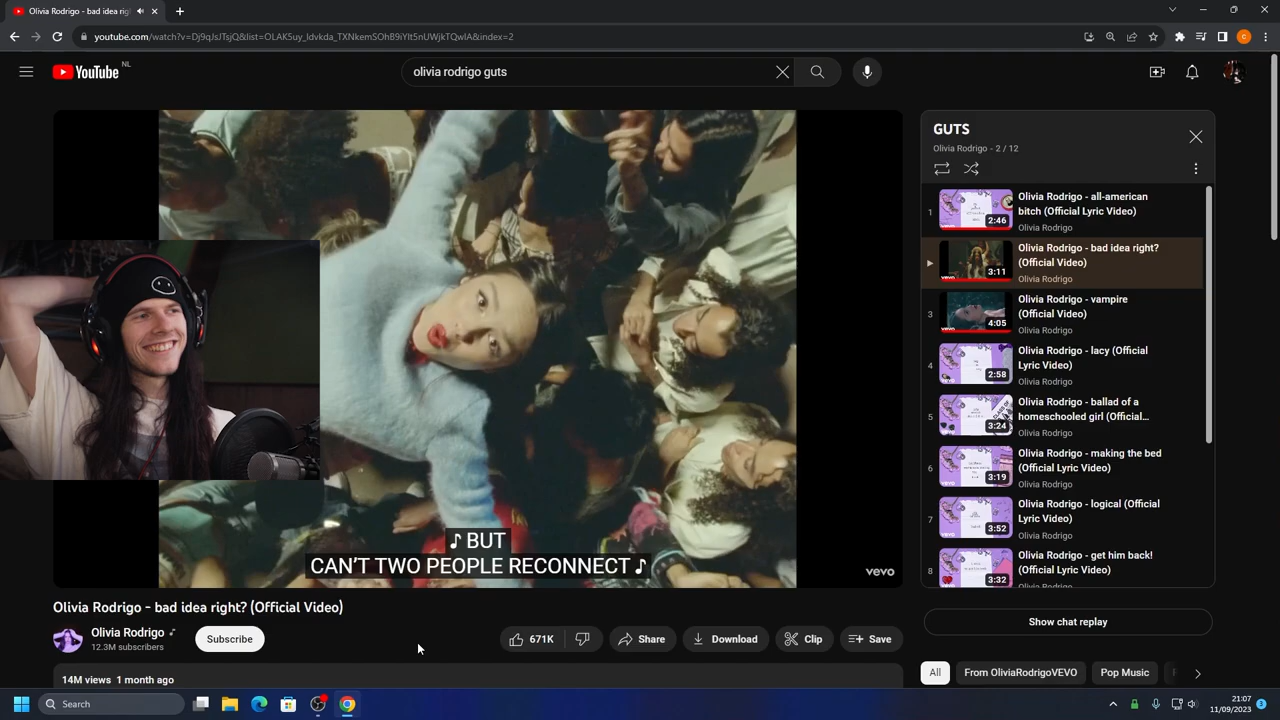 Olivia Rodrigo - bad idea rig
youtube.com/watch?v=Dj9qJsJTsjQ&list=OLAK5uy_ldvkda_TXNkemSOhB9iYIt5nUWjkTQwIA&index=2
YouTube NL
olivia rodrigo guts
GUTS
Olivia Rodrigo - 2 / 12
1
2:46
Olivia Rodrigo - all-american
bitch (Official Lyric Video)
Olivia Rodrigo
3:11
Olivia Rodrigo - bad idea right?
(Official Video)
Olivia Rodrigo
3
4:05
Olivia Rodrigo - vampire
(Official Video)
Olivia Rodrigo
4
2:58
Olivia Rodrigo - lacy (Official
Lyric Video)
Olivia Rodrigo
5
3:24
Olivia Rodrigo - ballad of a
homeschooled girl (Official...
Olivia Rodrigo
6
3:19
Olivia Rodrigo - making the bed
(Official Lyric Video)
Olivia Rodrigo
7
3:52
Olivia Rodrigo - logical (Official
Lyric Video)
Olivia Rodrigo
8
3:32
Olivia Rodrigo - get him back!
(Official Video)
Olivia Rodrigo
♪ BUT
CAN'T TWO PEOPLE RECONNECT ♪
vevo
Olivia Rodrigo - bad idea right? (Official Video)
Olivia Rodrigo
12.3M subscribers
Subscribe
671K
Share
Download
Clip
Save
Show chat replay
14M views 1 month ago
All
From OliviaRodrigoVEVO
Pop Music
Search
21:07
11/09/2023
3